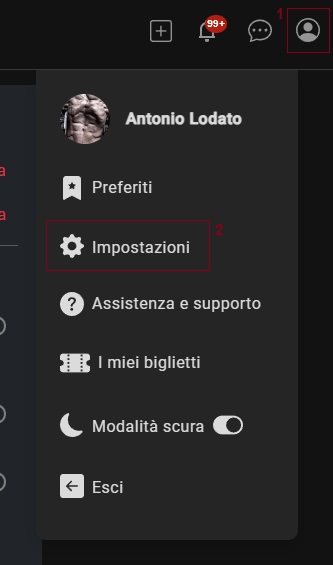 99+
1
Antonio Lodato
Preferiti
Impostazioni
2
Assistenza e supporto
I miei biglietti
Modalità scura
Esci
a
a